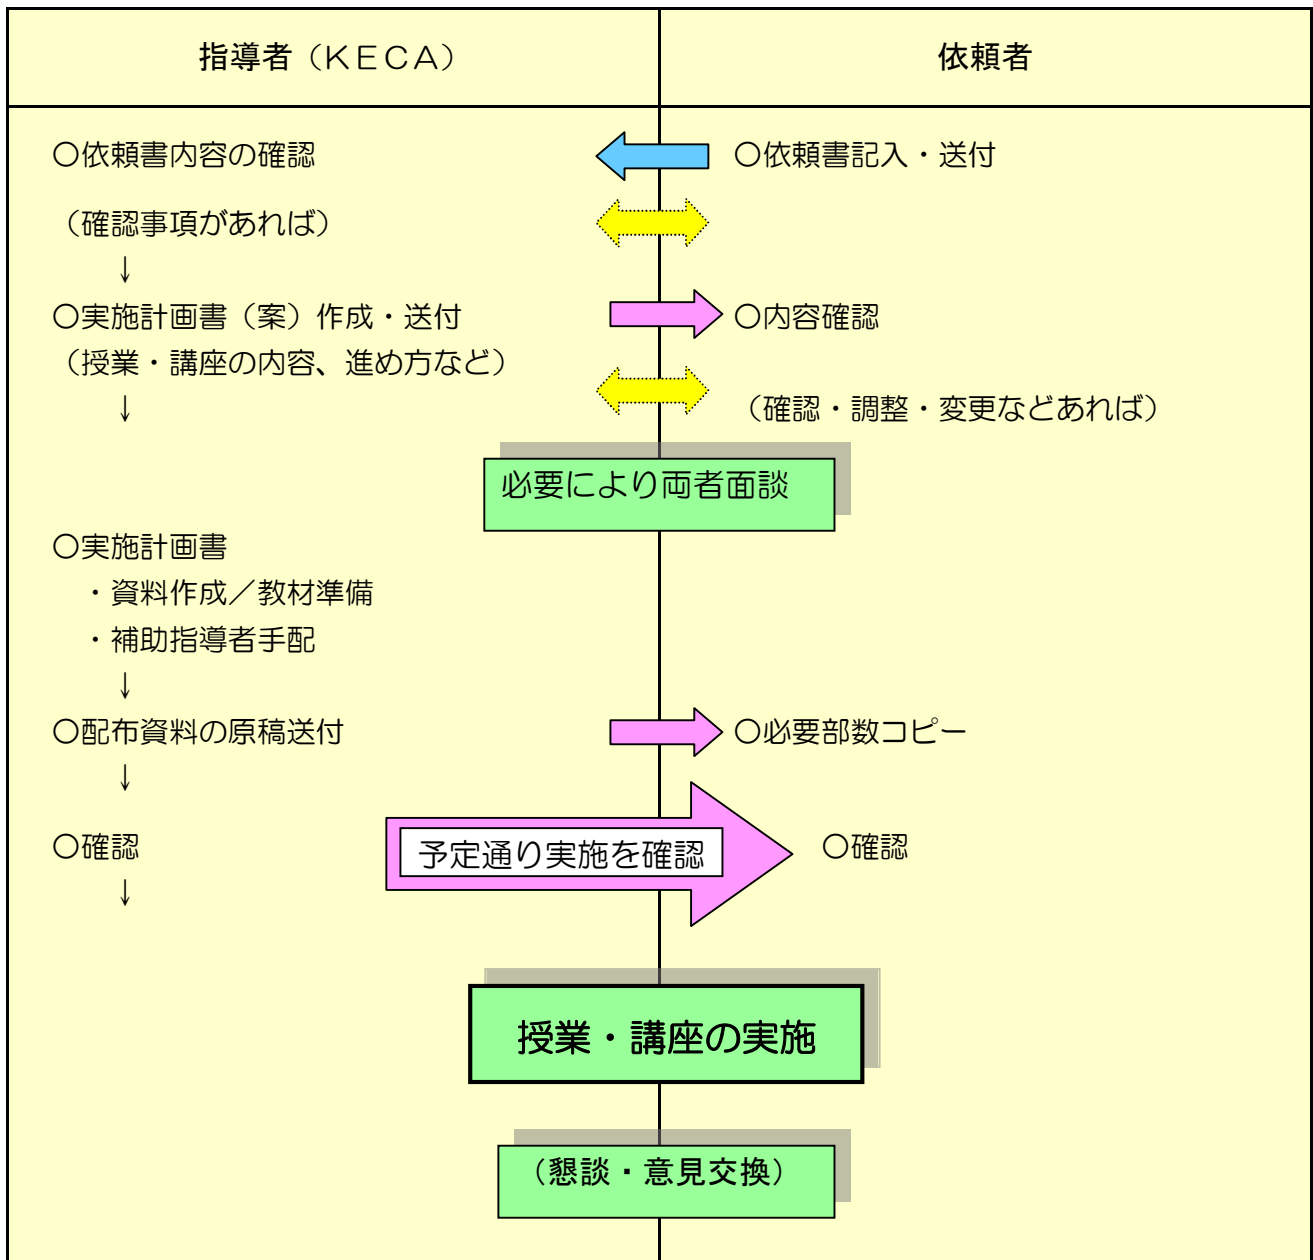 指導者（ＫＥＣＡ）
依頼者
○依頼書内容の確認
○依頼書記入・送付
（確認事項があれば）
↓
○実施計画書（案）作成・送付
○内容確認
（授業・講座の内容、進め方など）
↓
（確認・調整・変更などあれば）
必要により両者面談
○実施計画書
・資料作成／教材準備
・補助指導者手配
↓
○配布資料の原稿送付
○必要部数コピー
↓
○確認
予定通り実施を確認
○確認
↓
授業・講座の実施
（懇談・意見交換）